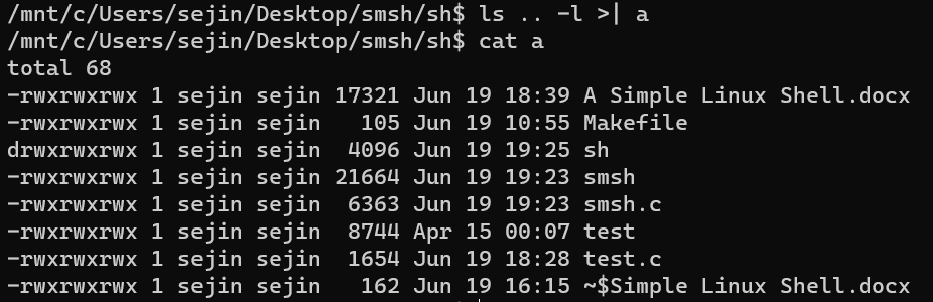 /mnt/c/Users/sejin/Desktop/smsh/sh$ ls .. -l >| a
/mnt/c/Users/sejin/Desktop/smsh/sh$ cat a
total 68
-rwxrwxrwx 1 sejin sejin 17321 Jun 19 18:39 A Simple Linux Shell.docx
-rwxrwxrwx 1 sejin sejin   105 Jun 19 10:55 Makefile
drwxrwxrwx 1 sejin sejin  4096 Jun 19 19:25 sh
-rwxrwxrwx 1 sejin sejin 21664 Jun 19 19:23 smsh
-rwxrwxrwx 1 sejin sejin  6363 Jun 19 19:23 smsh.c
-rwxrwxrwx 1 sejin sejin  8744 Apr 15 00:07 test
-rwxrwxrwx 1 sejin sejin  1654 Jun 19 18:28 test.c
-rwxrwxrwx 1 sejin sejin   162 Jun 19 16:15 ~$Simple Linux Shell.docx